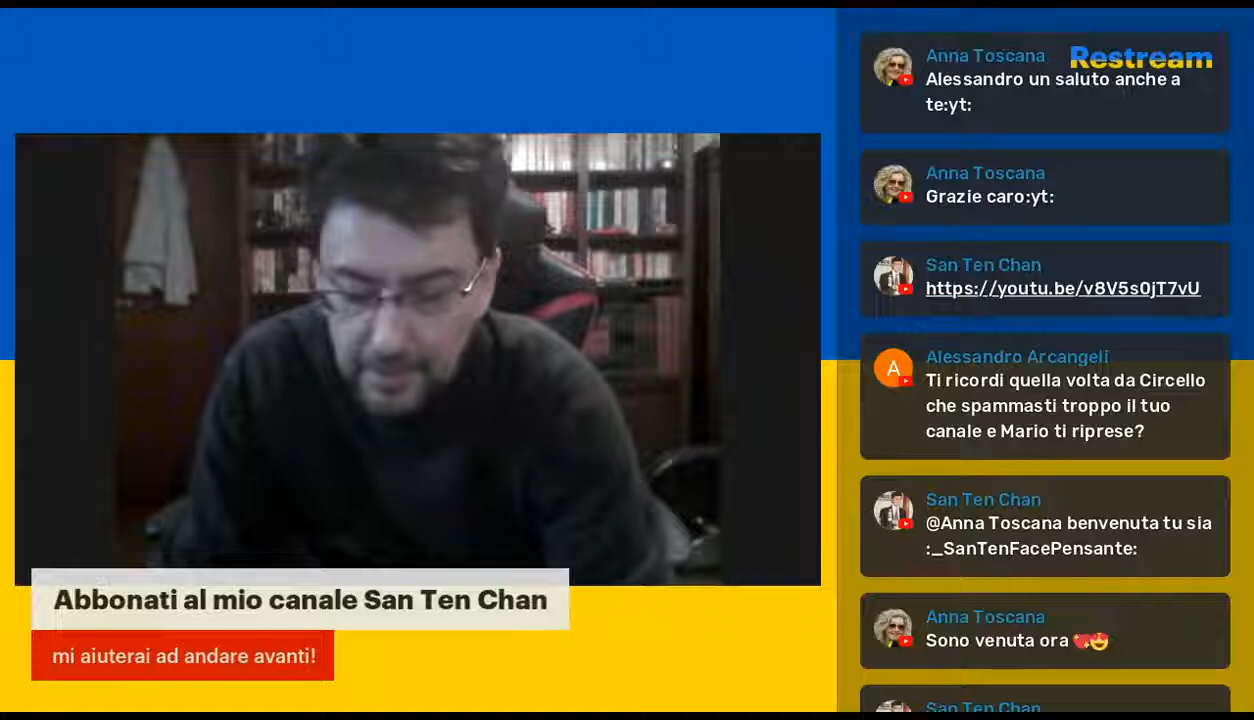 Anna Toscana
Restream
Alessandro un saluto anche a
te:yt:
Anna Toscana
Grazie caro:yt:
San Ten Chan
https://youtu.be/v8V5s0jT7vU
A
Alessandro Arcangeli
Ti ricordi quella volta da Circello
che spammasti troppo il tuo
canale e Mario ti riprese?
San Ten Chan
@Anna Toscana benvenuta tu sia
:_SanTenFacePensante:
Anna Toscana
Sono venuta ora
San Ten Chan
Abbonati al mio canale San Ten Chan
mi aiuterai ad andare avanti!